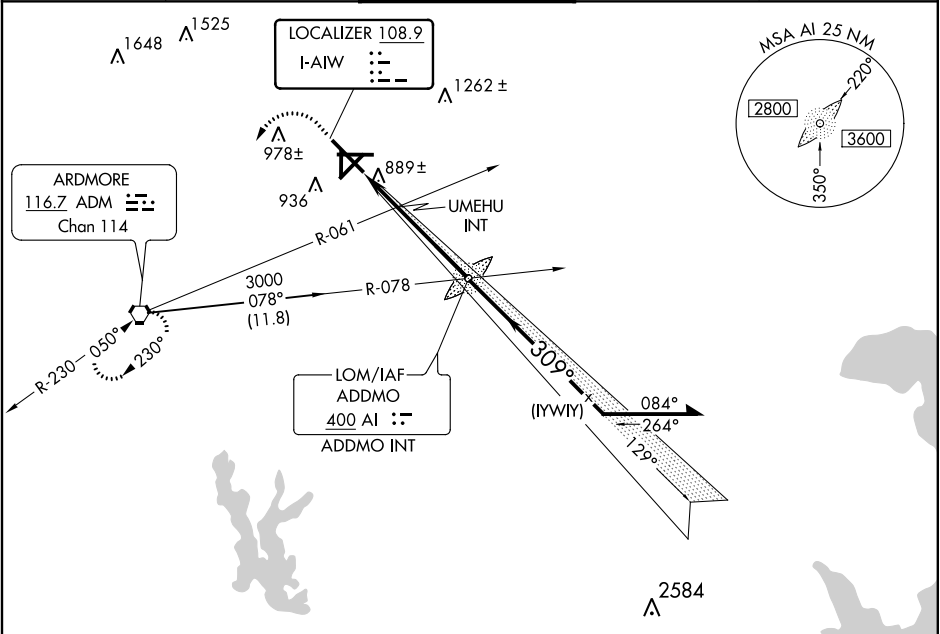 1648
1525
LOCALIZER 108.9
I-AIW
1262 ±
MSA AI 25 NM
220°
2800
3600
350°
978±
889±
936
ARDMORE
116.7 ADM
Chan 114
UMEHU
INT
R-061
3000
078°
(11.8)
R-078
R-230
050°
230°
LOM/IAF
ADDMO
400 AI
ADDMO INT
309°
(IYWIY)
084°
264°
129°
2584